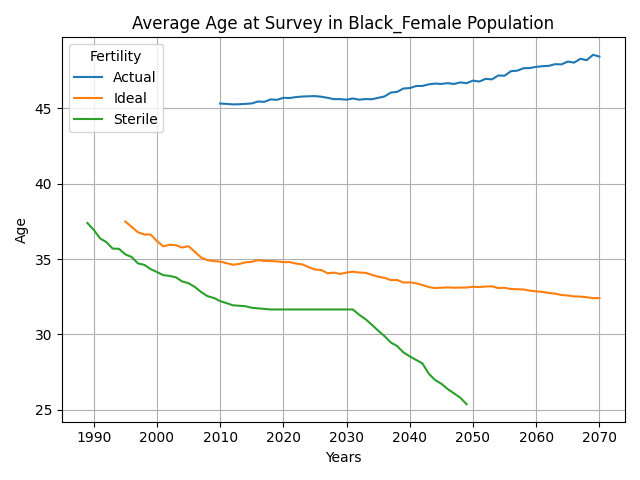 Average Age at Survey in Black_Female Population
Fertility
Actual
Ideal
Sterile
Age
45
40
35
30
25
1990 2000 2010 2020 2030 2040 2050 2060 2070
Years